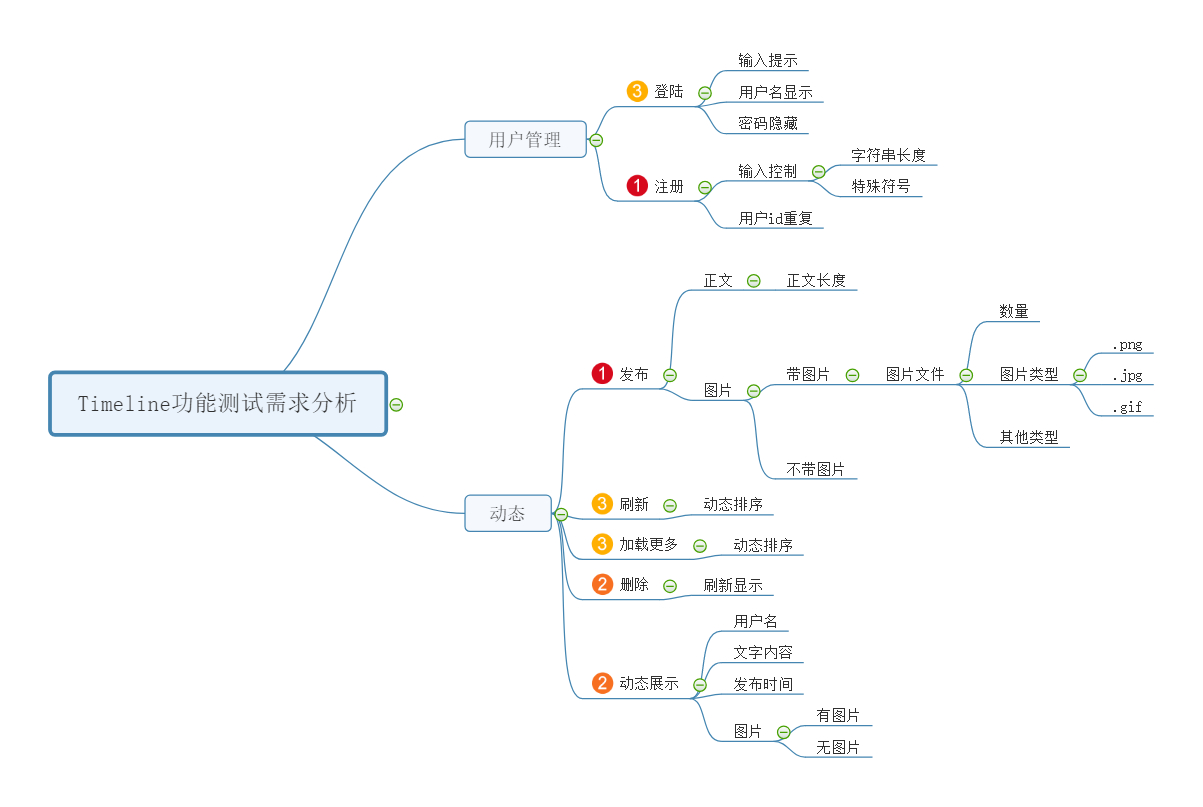 Timeline功能测试需求分析
用户管理
3 登陆
输入提示
用户名显示
密码隐藏
1 注册
输入控制
字符串长度
特殊符号
用户id重复
动态
1 发布
正文
正文长度
图片
带图片
图片文件
数量
图片类型
.png
.jpg
.gif
其他类型
不带图片
3 刷新
动态排序
3 加载更多
动态排序
2 删除
刷新显示
2 动态展示
用户名
文字内容
发布时间
图片
有图片
无图片